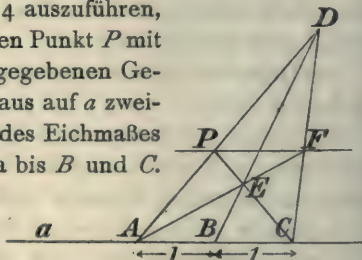 4 auszuführen,
en Punkt P mit
gegebenen Ge-
aus auf a zwei-
des Eichmaßes
a bis B und C.
D
P F
E
a A B C
1 1